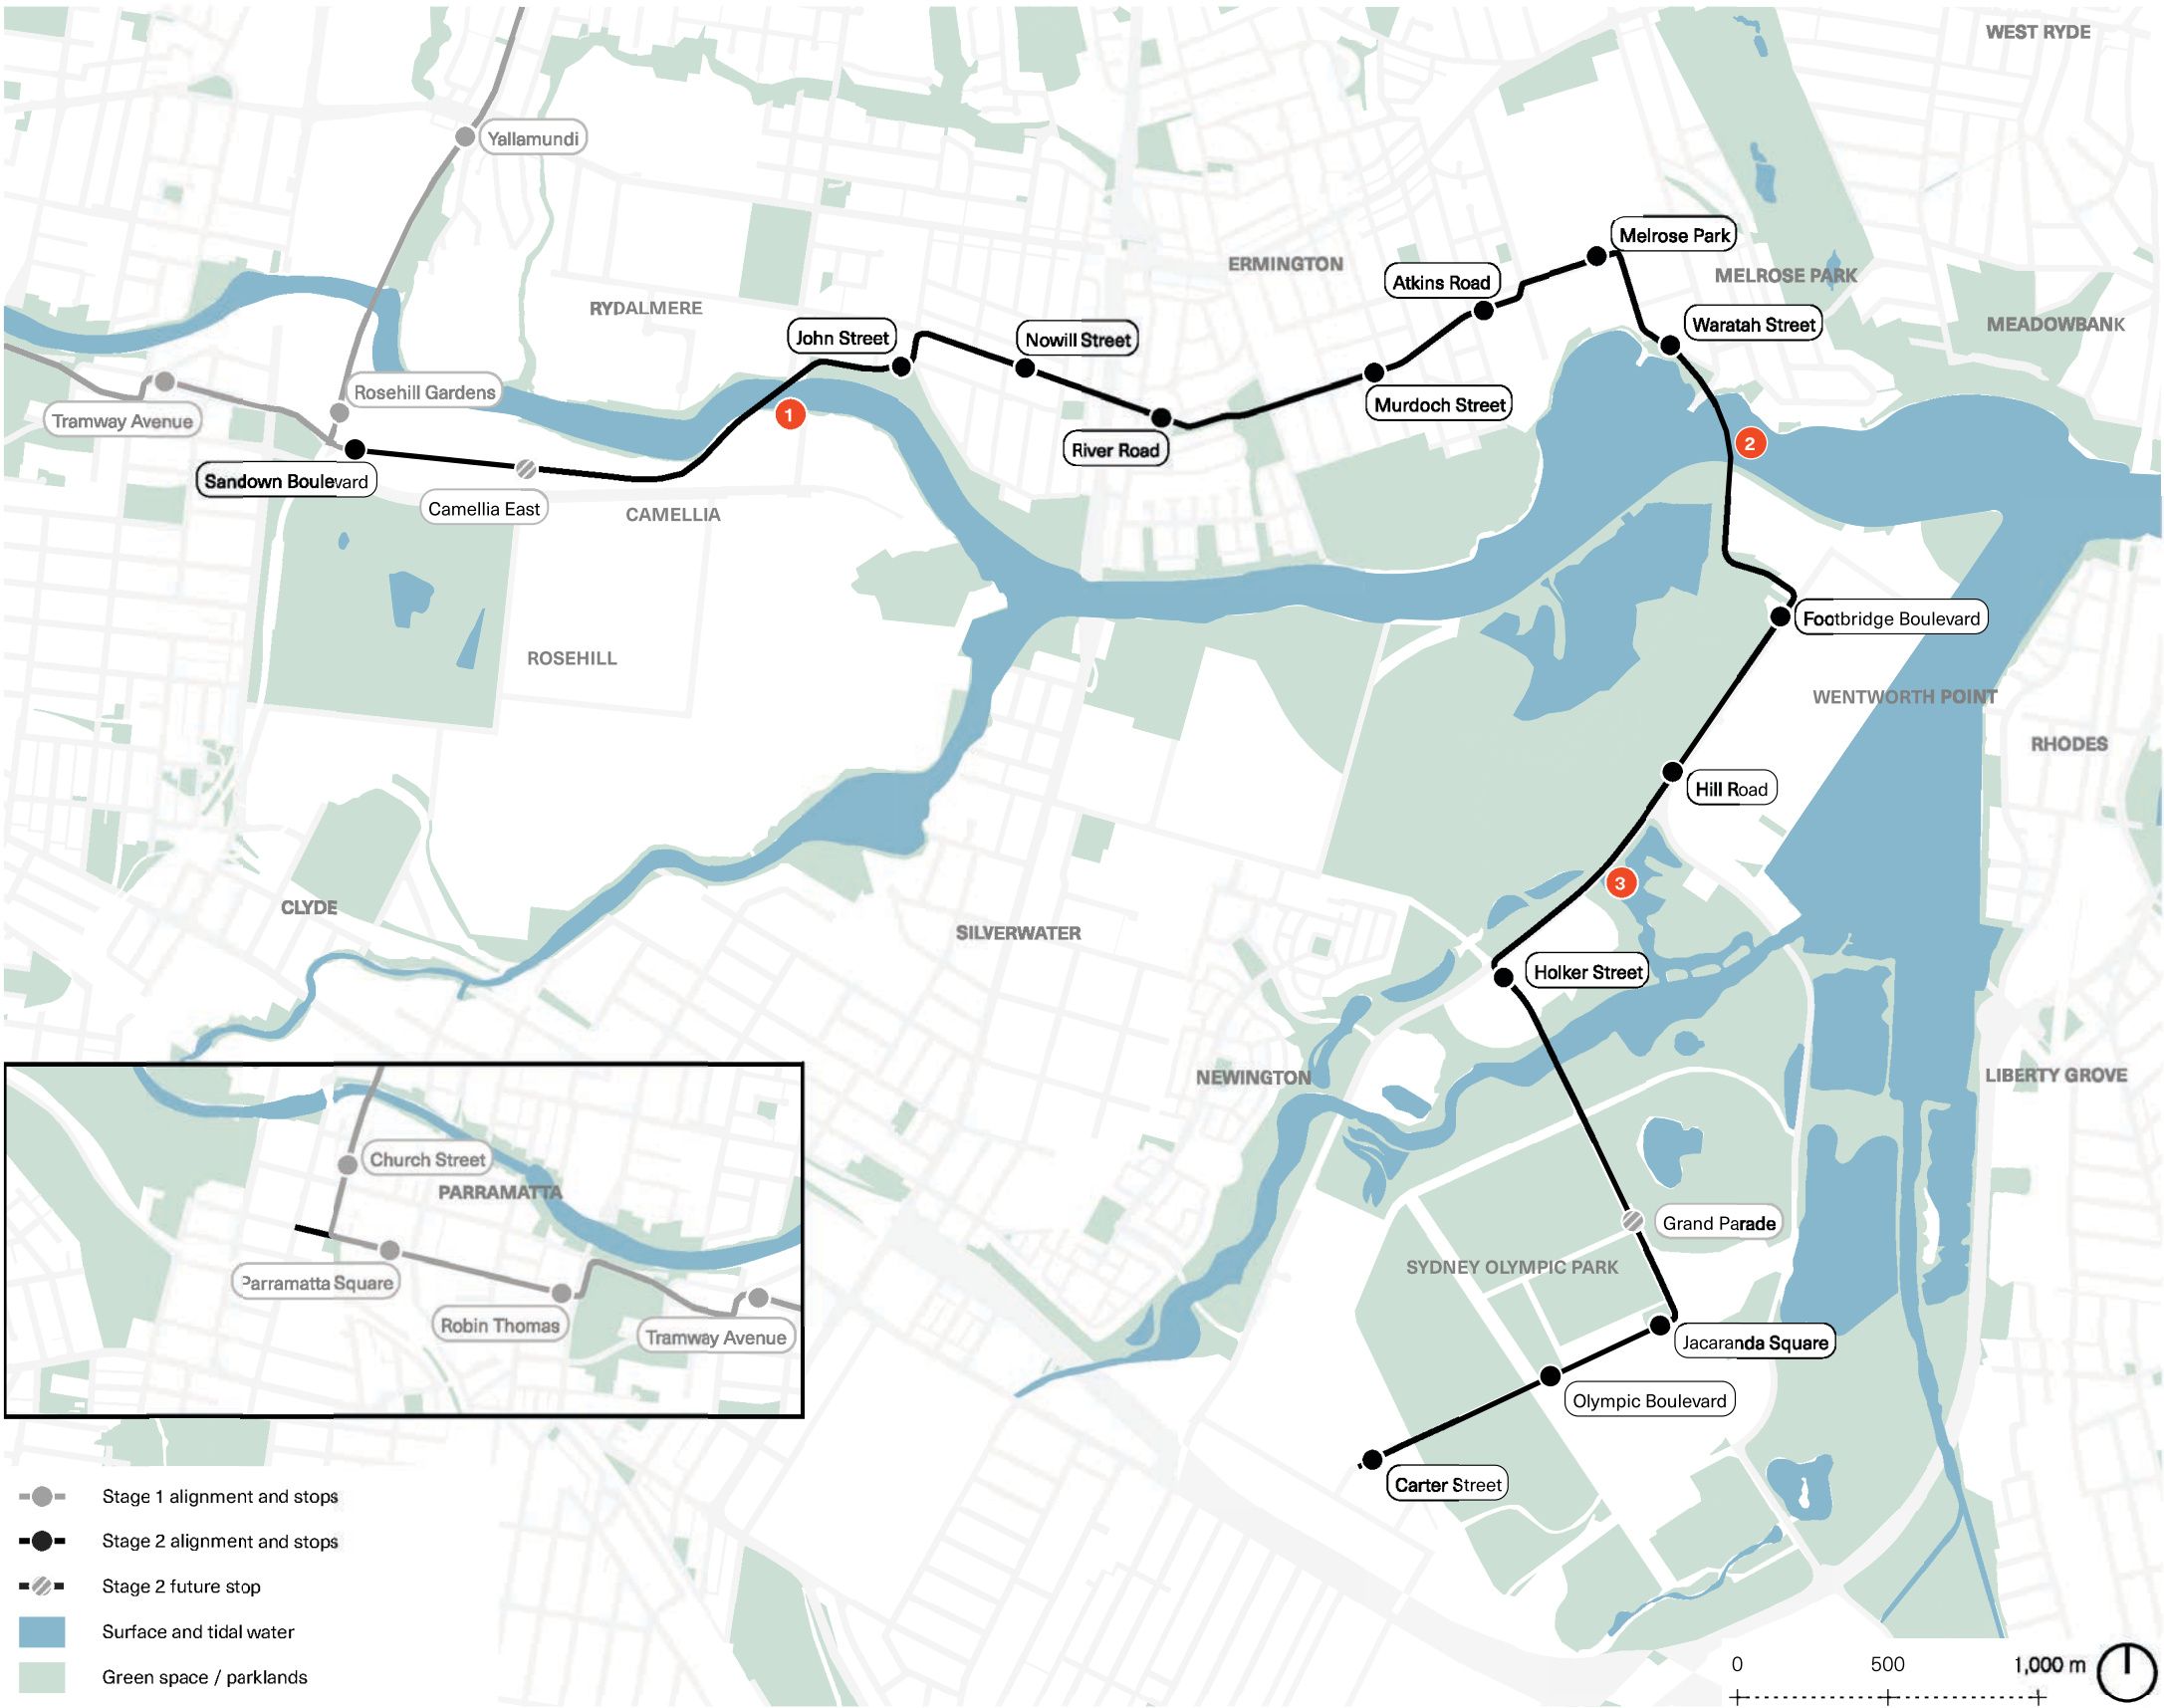 WEST RYDE
Yallamundi
Melrose Park
ERMINGTON
MELROSE PARK
Atkins Road
RYDALMERE
Waratah Street
MEADOWBANK
John Street
Nowill Street
Rosehill Gardens
Murdoch Street
1
Tramway Avenue
2
River Road
Sandown Boulevard
Camellia East
CAMELLIA
Footbridge Boulevard
ROSEHILL
WENTWORTH POINT
RHODES
Hill Road
3
CLYDE
SILVERWATER
Holker Street
NEWINGTON
LIBERTY GROVE
Church Street
PARRAMATTA
Grand Parade
SYDNEY OLYMPIC PARK
Parramatta Square
Robin Thomas
Tramway Avenue
Jacaranda Square
Olympic Boulevard
Carter Street
Stage 1 alignment and stops
Stage 2 alignment and stops
Stage 2 future stop
Surface and tidal water
Green space / parklands
0 500 1,000 m